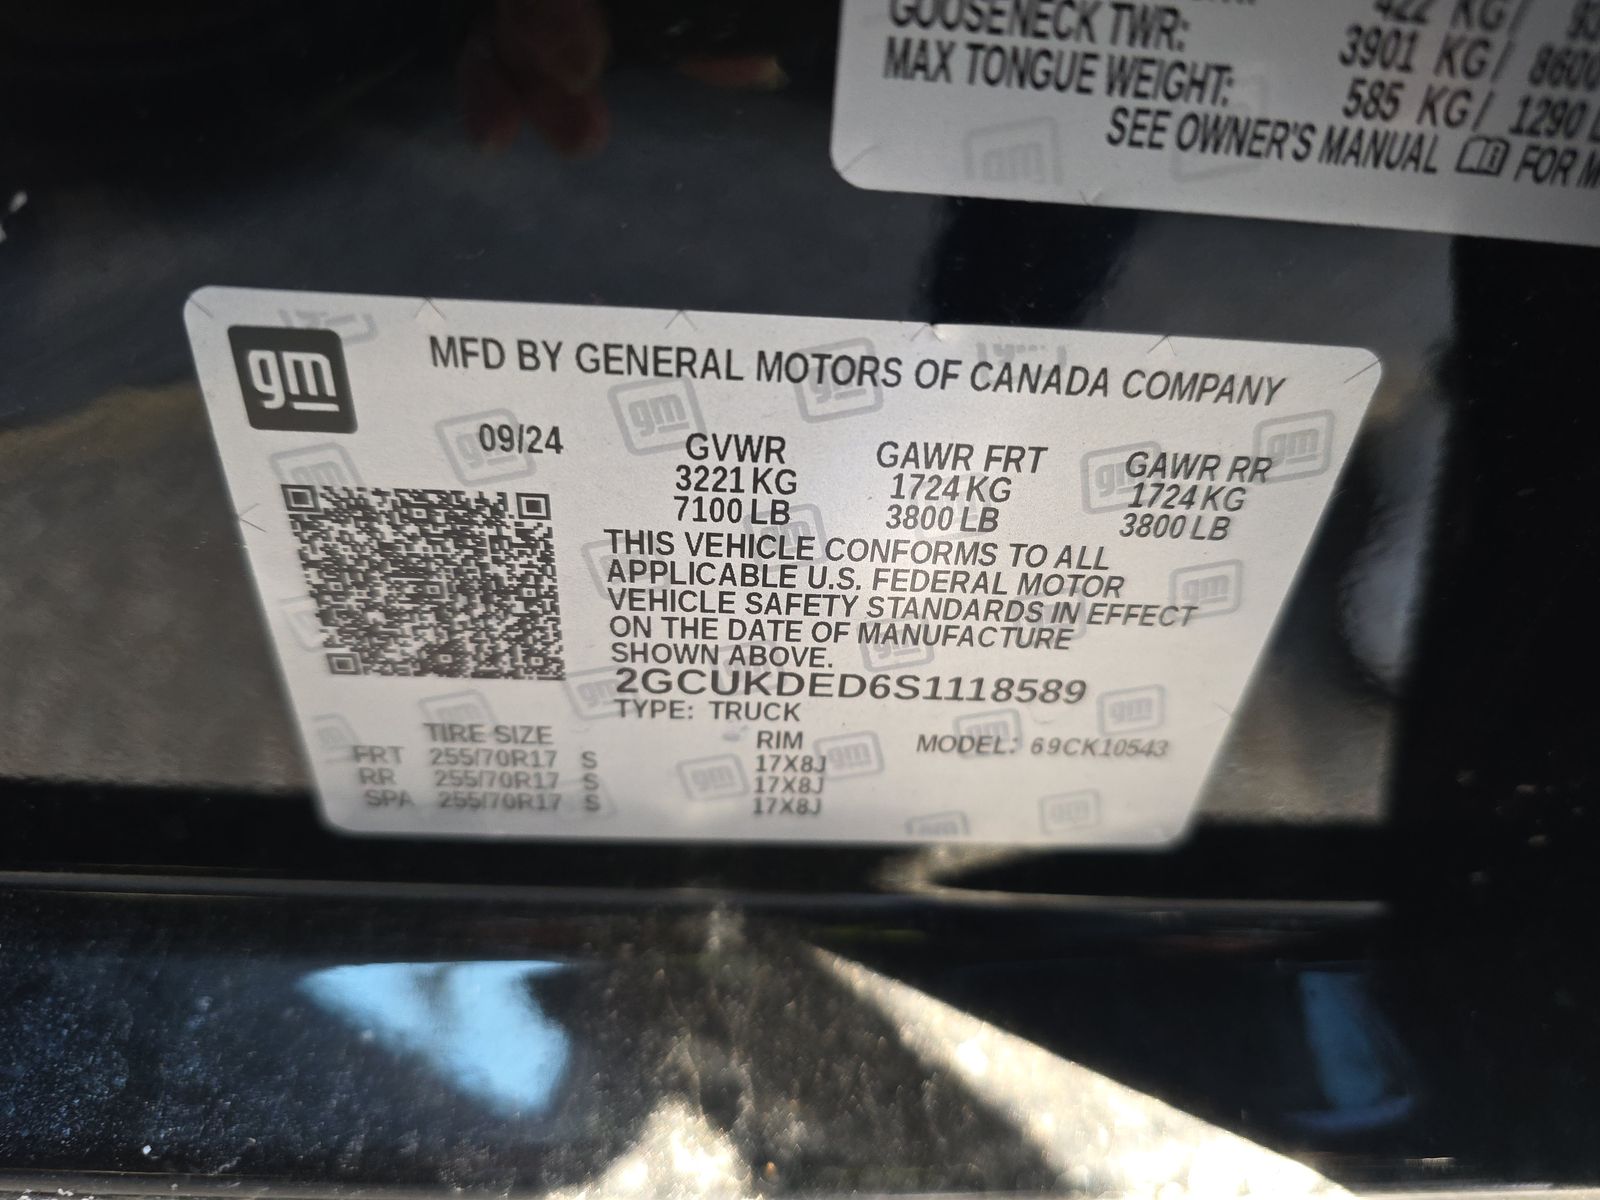 422 KG/
GOOSENECK TWR: 3901 KG/ 8600
MAX TONGUE WEIGHT: 585 KG/ 1290
SEE OWNER'S MANUAL FOR
gm
MFD BY GENERAL MOTORS OF CANADA COMPANY
09/24 GVWR GAWR FRT GAWR RR
3221 KG 1724 KG 1724 KG
7100 LB 3800 LB 3800 LB
THIS VEHICLE CONFORMS TO ALL
APPLICABLE U.S. FEDERAL MOTOR
VEHICLE SAFETY STANDARDS IN EFFECT
ON THE DATE OF MANUFACTURE
SHOWN ABOVE.
2GCUKDED6S1118589
TYPE: TRUCK
TIRE SIZE RIM MODEL: 69CK10543
FRT 255/70R17 S 17X8J
RR 255/70R17 S 17X8J
SPA 255/70R17 S 17X8J